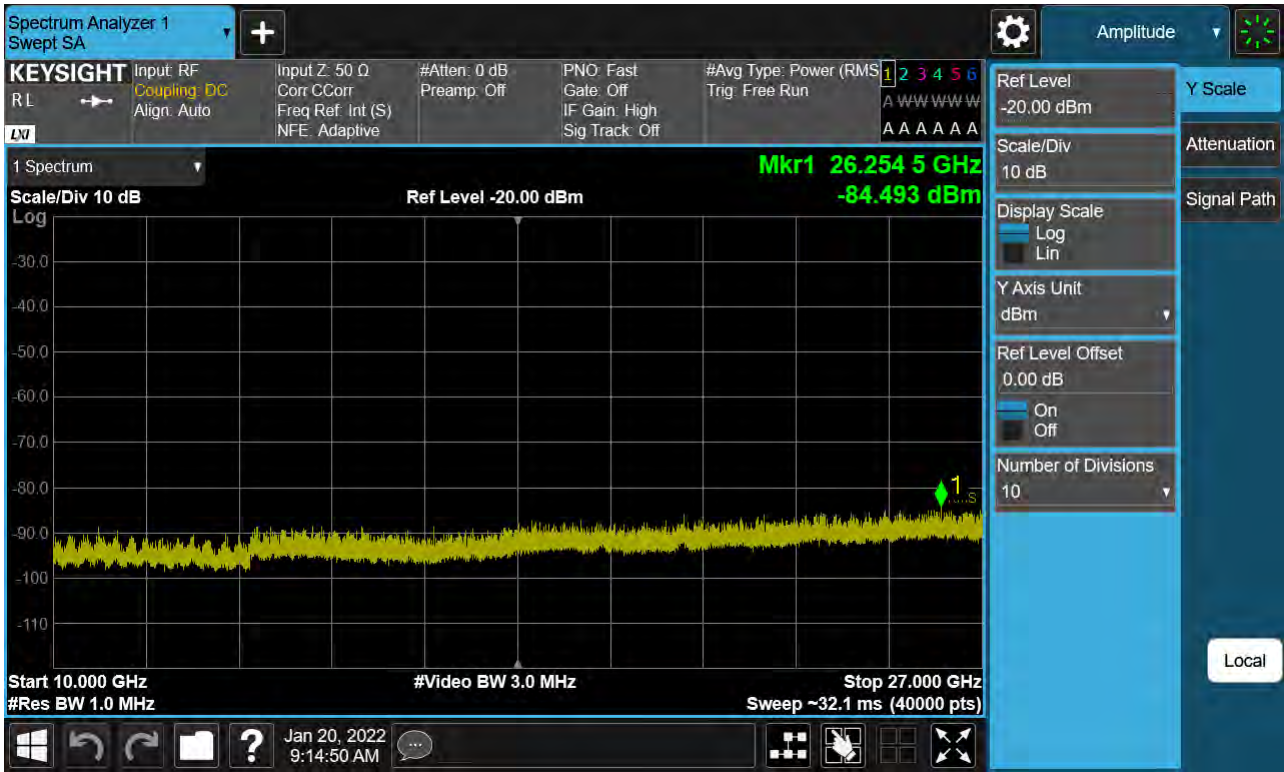 Spectrum Analyzer 1
Swept SA
Amplitude
KEYSIGHT
RL
LXI
Input: RF
Coupling: DC
Align: Auto
Input Z: 50 Ω
Corr CCorr
Freq Ref: Int (S)
NFE: Adaptive
#Atten: 0 dB
Preamp: Off
PNO: Fast
Gate: Off
IF Gain: High
Sig Track: Off
#Avg Type: Power (RMS
Trig: Free Run
1 2 3 4 5 6
A W W W W W
A A A A A A
1 Spectrum
Mkr1 26.254 5 GHz
-84.493 dBm
Scale/Div 10 dB
Ref Level -20.00 dBm
Log
-30.0
-40.0
-50.0
-60.0
-70.0
-80.0
-90.0
-100
-110
1
Start 10.000 GHz
#Video BW 3.0 MHz
Stop 27.000 GHz
#Res BW 1.0 MHz
Sweep ~32.1 ms (40000 pts)
Ref Level
-20.00 dBm
Scale/Div
10 dB
Display Scale
Log
Lin
Y Axis Unit
dBm
Ref Level Offset
0.00 dB
On
Off
Number of Divisions
10
Y Scale
Attenuation
Signal Path
Local
?
Jan 20, 2022
9:14:50 AM